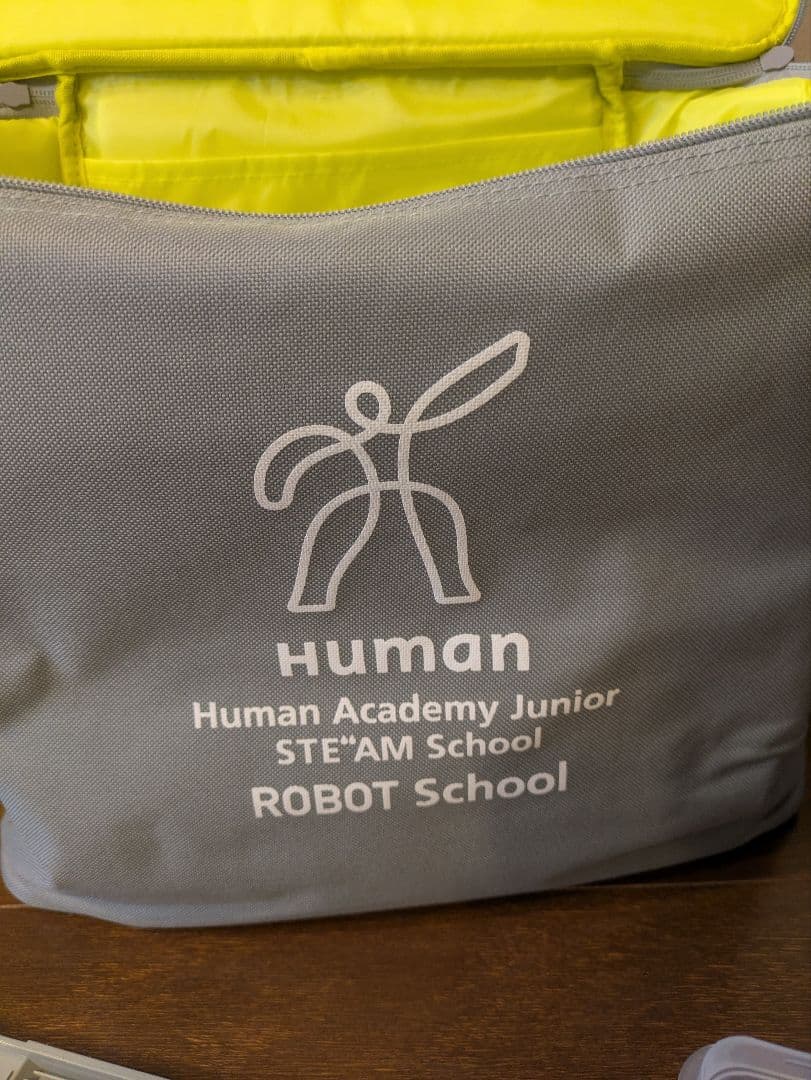 Human
Human Academy Junior
STE“AM School
ROBOT School